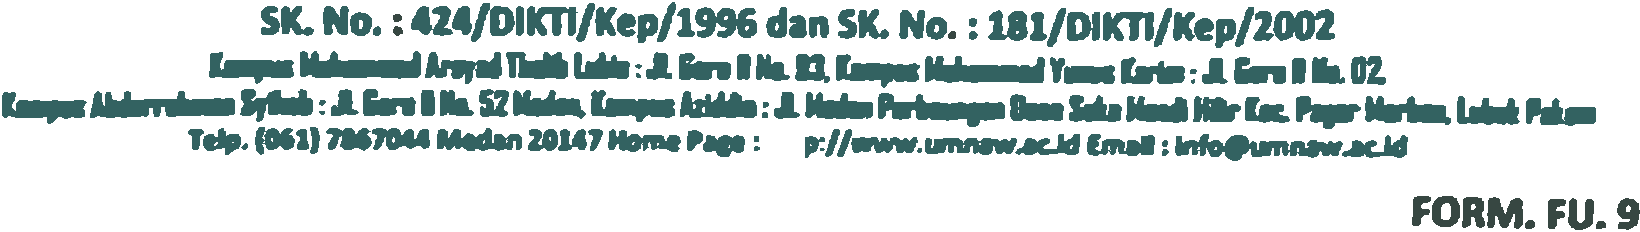 SK. No. : 424/DIKTI/Kep/1996 dan SK. No. : 181/DIKTI/Kep/2002
Kampus Muhammad Arsyad Thalib Lubis : Jl. Garu II No. 93, Kampus Muhammad Yunus Karim : Jl. Garu II No. 02,
Kampus Abdurrahman Syihab : Jl. Garu II No. 52 Medan, Kampus Aziddin : Jl. Medan Perbaungan Desa Suka Mandi Hilir Kec. Pagar Merbau, Lubuk Pakam
Telp. (061) 7867044 Medan 20147 Home Page : p://www.umnaw.ac.id Email : info@umnaw.ac.id
FORM. FU. 9